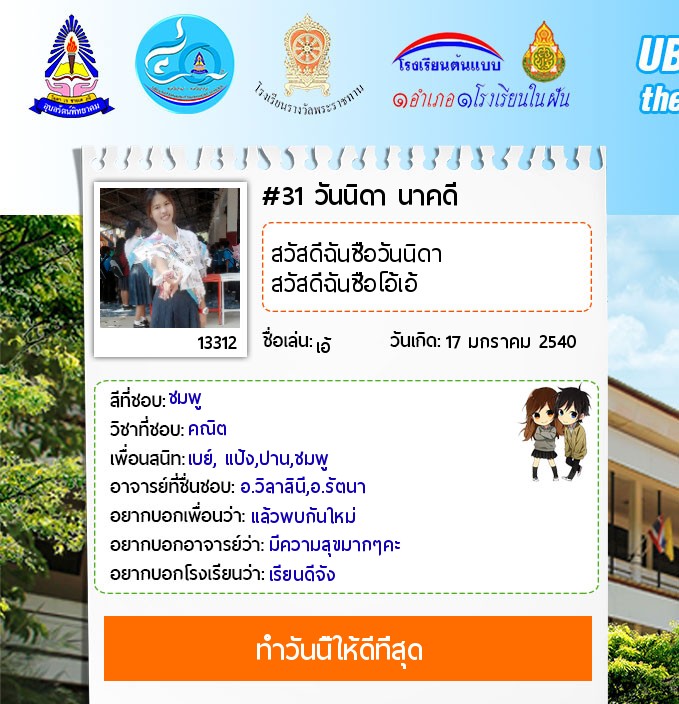 อุบลรัตน์พิทยาคม
โรงเรียนรางวัลพระราชทาน
โรงเรียนต้นแบบ
๑อำเภอ๑โรงเรียนในฝัน
UB
the
#31 วันนิดา นาคดี
สวัสดีฉันชื่อวันนิดา
สวัสดีฉันชื่อโอ้เอ้
13312
ชื่อเล่น: เอ้
วันเกิด: 17 มกราคม 2540
สีที่ชอบ: ชมพู
วิชาที่ชอบ: คณิต
เพื่อนสนิท: เบย์, แป้ง,ปาน,ชมพู
อาจารย์ที่ชื่นชอบ: อ.วิลาสินี,อ.รัตนา
อยากบอกเพื่อนว่า: แล้วพบกันใหม่
อยากบอกอาจารย์ว่า: มีความสุขมากๆคะ
อยากบอกโรงเรียนว่า: เรียนดีจัง
ทำวันนี้ให้ดีที่สุด